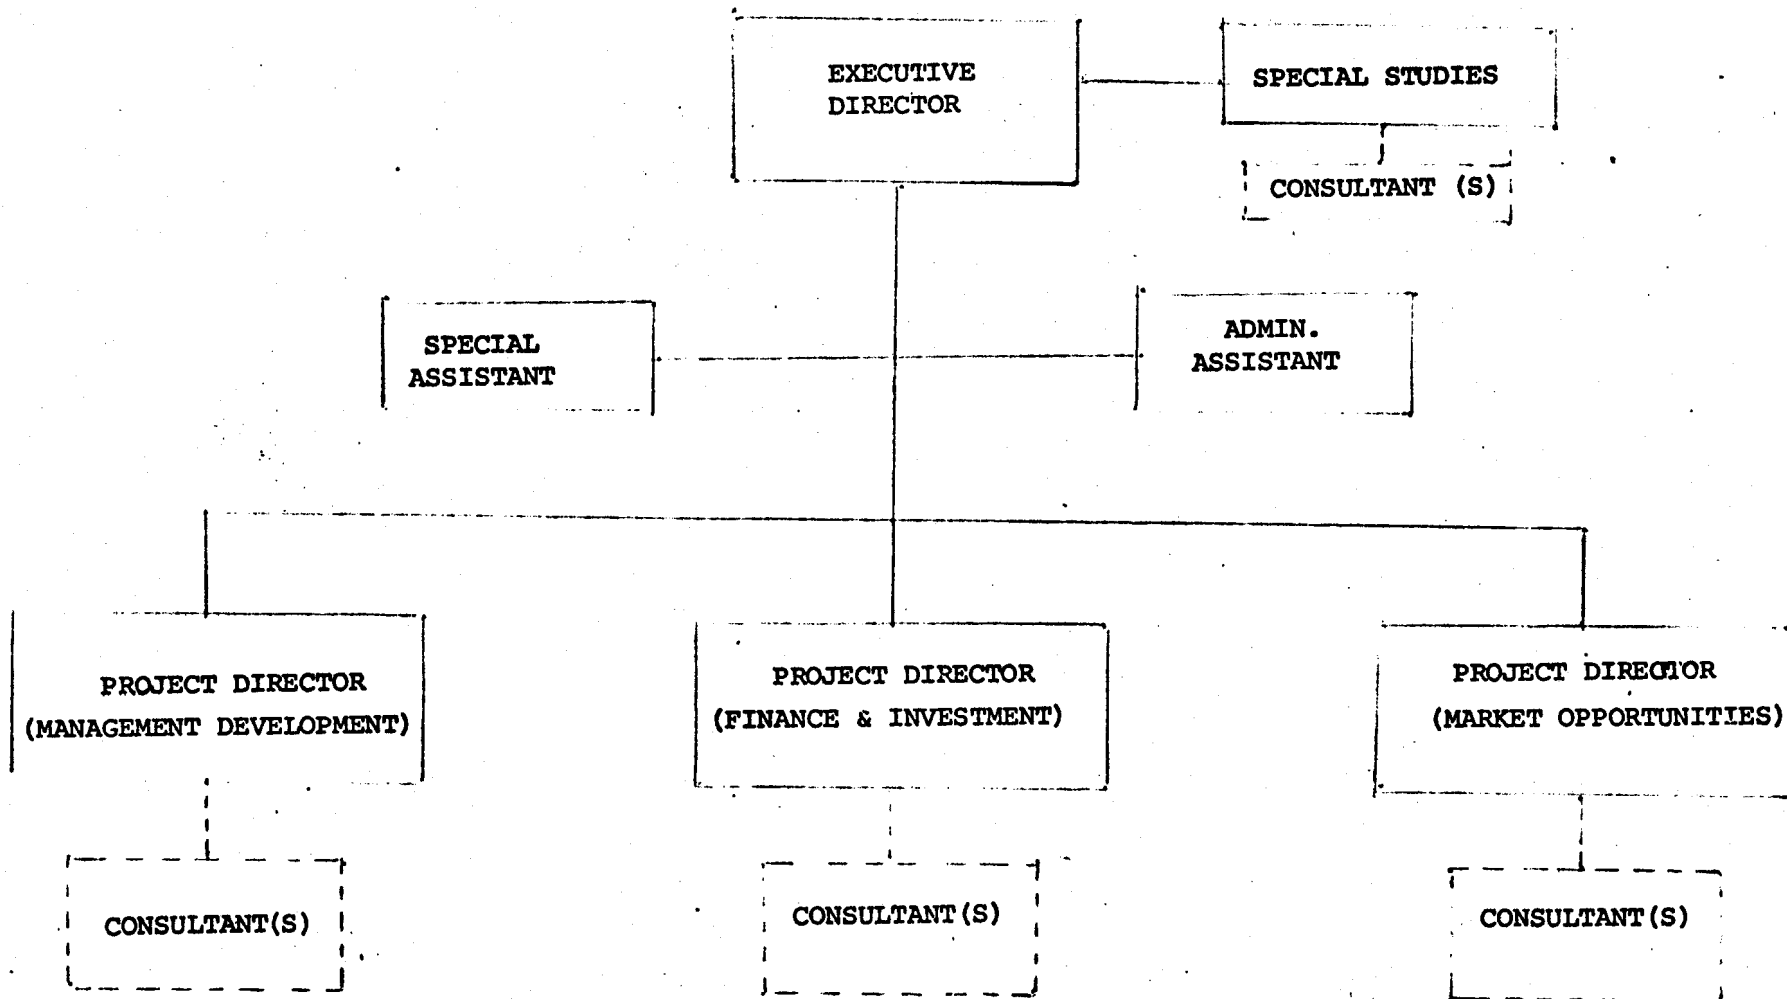 EXECUTIVE
DIRECTOR
SPECIAL STUDIES
CONSULTANT (S)
SPECIAL
ASSISTANT
ADMIN.
ASSISTANT
PROJECT DIRECTOR
(MANAGEMENT DEVELOPMENT)
PROJECT DIRECTOR
(FINANCE & INVESTMENT)
PROJECT DIRECTOR
(MARKET OPPORTUNITIES)
CONSULTANT(S)
CONSULTANT(S)
CONSULTANT(S)